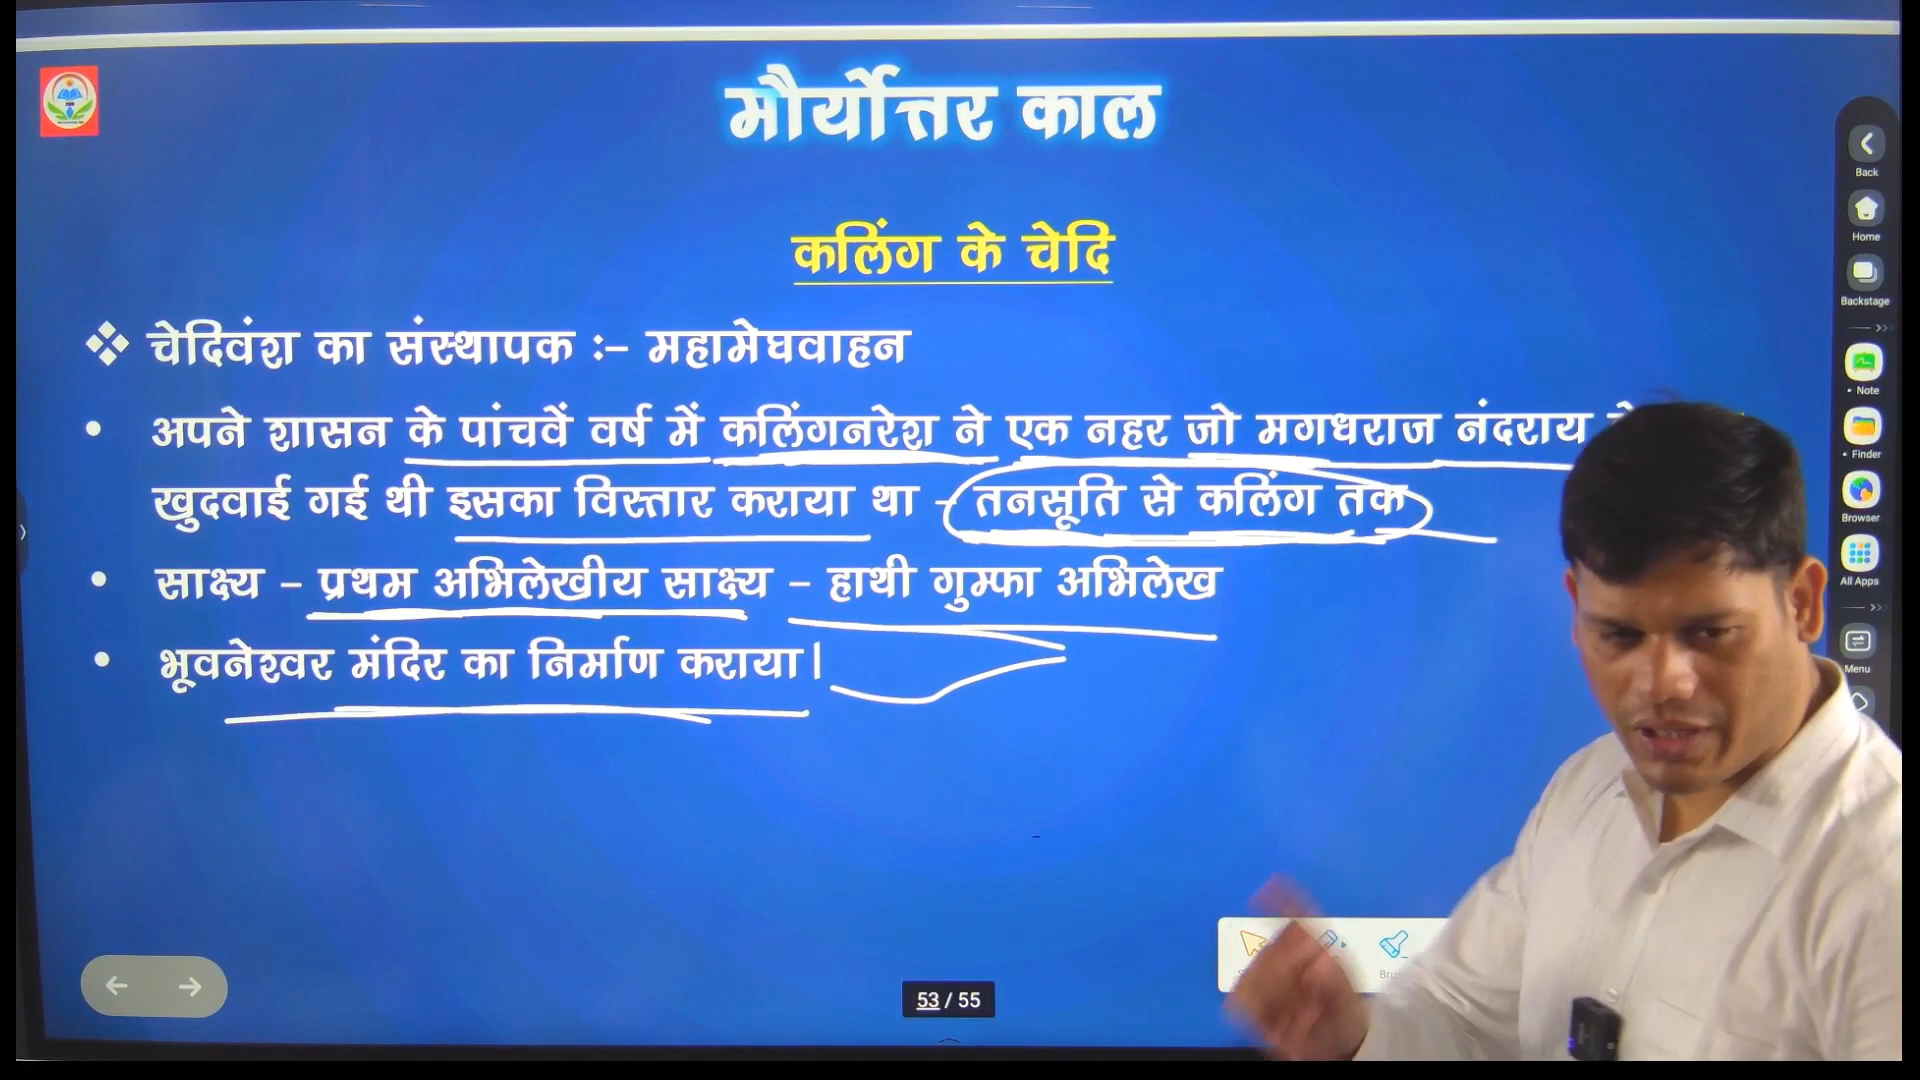 मौर्योत्तर काल
कलिंग के चेदि
❖ चेदिवंश का संस्थापक :- महामेघवाहन
• अपने शासन के पांचवें वर्ष में कलिंगनरेश ने एक नहर जो मगधराज नंदराय
खुदवाई गई थी इसका विस्तार कराया था - तनसूति से कलिंग तक
• साक्ष्य - प्रथम अभिलेखीय साक्ष्य - हाथी गुम्फा अभिलेख
• भूवनेश्वर मंदिर का निर्माण कराया।
53 / 55
Back
Home
Backstage
• Note
• Finder
Browser
All Apps
Menu